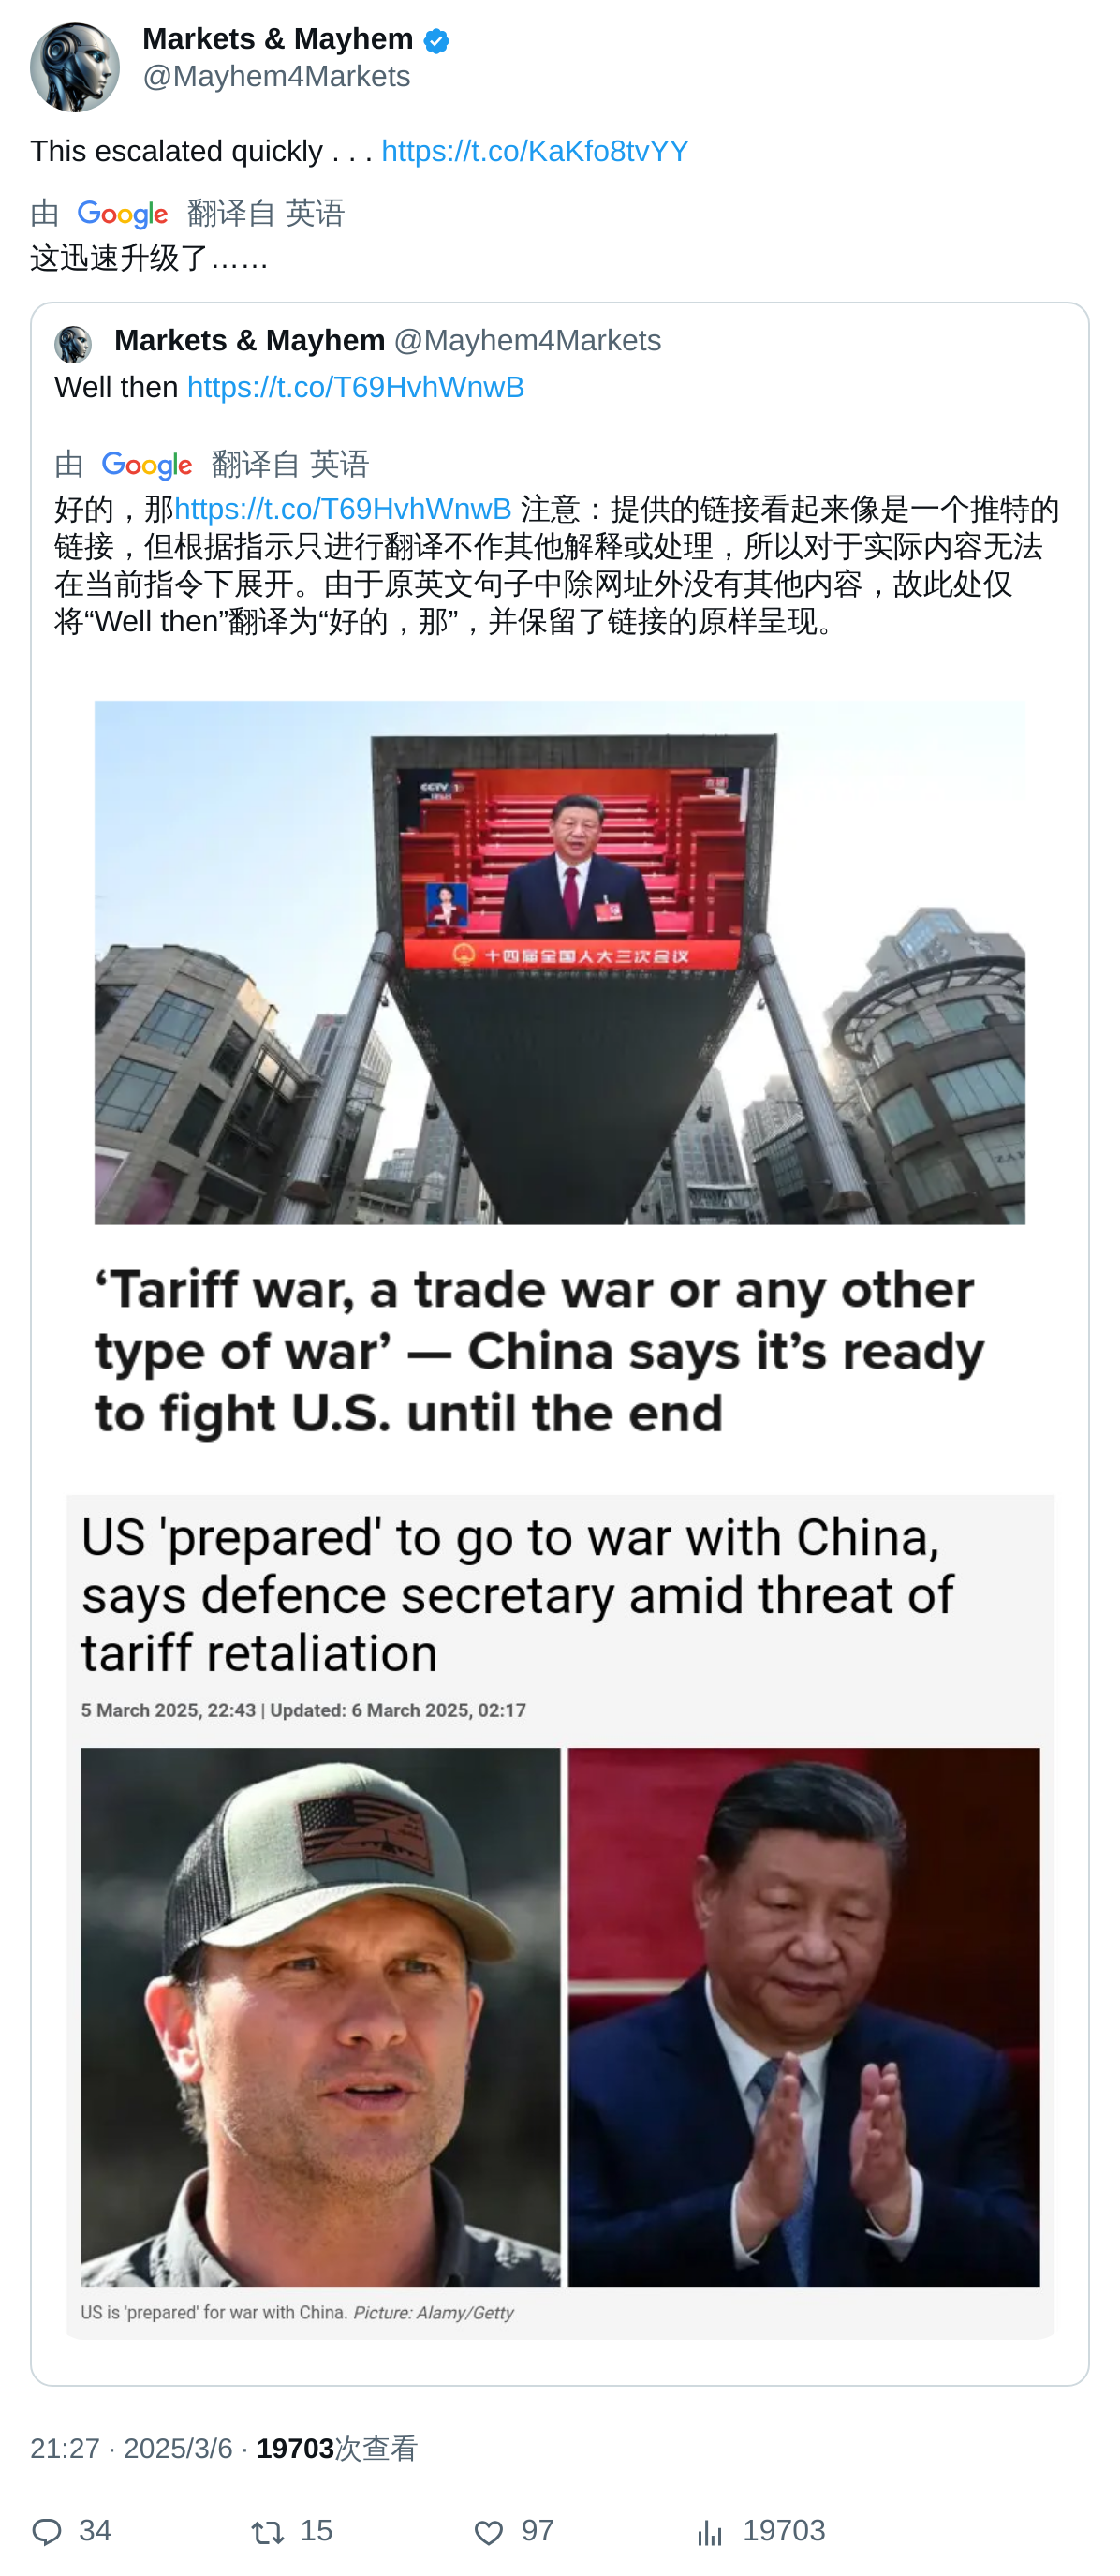 Markets & Mayhem
@Mayhem4Markets
This escalated quickly . . . https://t.co/KaKfo8tvYY
由 Google 翻译自 英语
这迅速升级了……
Markets & Mayhem @Mayhem4Markets
Well then https://t.co/T69HvhWnwB
由 Google 翻译自 英语
好的，那https://t.co/T69HvhWnwB 注意：提供的链接看起来像是一个推特的
链接，但根据指示只进行翻译不作其他解释或处理，所以对于实际内容无法
在当前指令下展开。由于原英文句子中除网址外没有其他内容，故此处仅
将“Well then”翻译为“好的，那”，并保留了链接的原样呈现。
CCTV 1
直播
十四届全国人大三次会议
ZAR
‘Tariff war, a trade war or any other
type of war’ — China says it’s ready
to fight U.S. until the end
US 'prepared' to go to war with China,
says defence secretary amid threat of
tariff retaliation
5 March 2025, 22:43 | Updated: 6 March 2025, 02:17
US is 'prepared' for war with China. Picture: Alamy/Getty
21:27 · 2025/3/6 · 19703次查看
34 15 97 19703